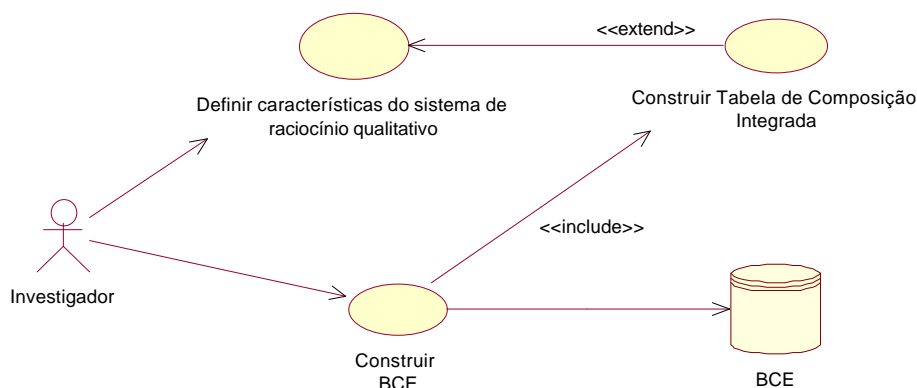 <<extend>>
Definir características do sistema de
raciocínio qualitativo
Construir Tabela de Composição
Integrada
<<include>>
Investigador
Construir
BCE
BCE